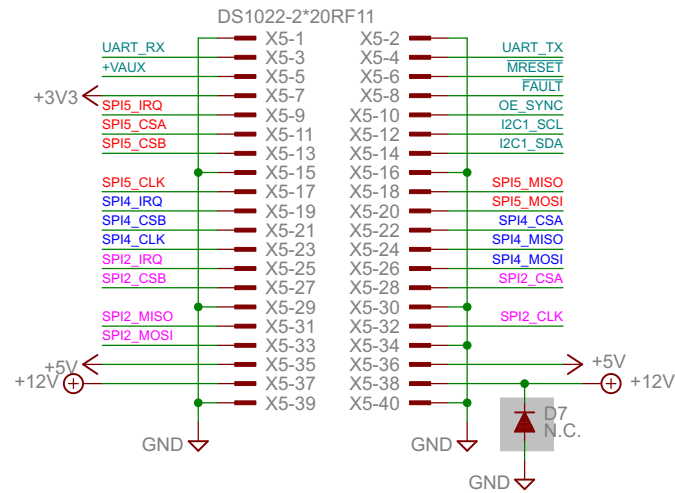 DS1022-2*20RF11
X5-1 X5-2
UART_RX X5-3 X5-4 UART_TX
+VAUX X5-5 X5-6 MRESET
+3V3 X5-7 X5-8 FAULT
SPI5_IRQ X5-9 X5-10 OE_SYNC
SPI5_CSA X5-11 X5-12 I2C1_SCL
SPI5_CSB X5-13 X5-14 I2C1_SDA
X5-15 X5-16
SPI5_CLK X5-17 X5-18 SPI5_MISO
SPI4_IRQ X5-19 X5-20 SPI5_MOSI
SPI4_CSB X5-21 X5-22 SPI4_CSA
SPI4_CLK X5-23 X5-24 SPI4_MISO
SPI2_IRQ X5-25 X5-26 SPI4_MOSI
SPI2_CSB X5-27 X5-28 SPI2_CSA
X5-29 X5-30
SPI2_MISO X5-31 X5-32 SPI2_CLK
SPI2_MOSI X5-33 X5-34
+5V X5-35 X5-36 +5V
+12V X5-37 X5-38 +12V
X5-39 X5-40
D7
N.C.
GND GND
GND